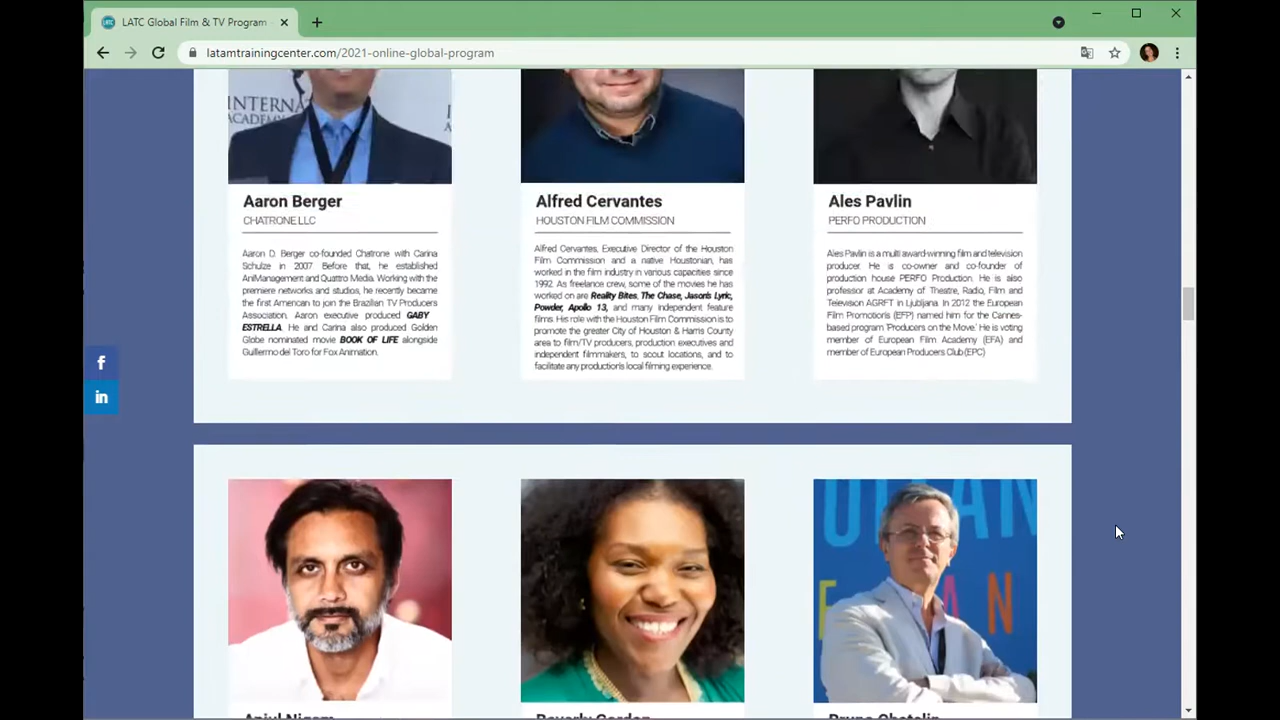 LATC Global Film & TV Program
latamtrainingcenter.com/2021-online-global-program
INTERNA
ACADEMY
Aaron Berger
CHATRONE LLC
Aaron D. Berger co-founded Chatrone with Carina
Schulze in 2007 Before that, he established
AniManagement and Quattro Media. Working with the
premiere networks and studios, he recently became
the first American to join the Brazilian TV Producers
Association. Aaron executive produced GABY
ESTRELLA. He and Carina also produced Golden
Globe nominated movie BOOK OF LIFE alongside
Guillermo del Toro for Fox Animation.
Alfred Cervantes
HOUSTON FILM COMMISSION
Alfred Cervantes, Executive Director of the Houston
Film Commission and a native Houstonian, has
worked in the film industry in various capacities since
1992. As freelance crew, some of the movies he has
worked on are Reality Bites, The Chase, Jason's Lyric,
Powder, Apollo 13, and many independent feature
films. His role with the Houston Film Commission is to
promote the greater City of Houston & Harris County
area to film/TV producers, production executives and
independent filmmakers, to scout locations, and to
facilitate any production's local filming experience.
Ales Pavlin
PERFO PRODUCTION
Ales Pavlin is a multi award-winning film and television
producer. He is co-owner and co-founder of
production house PERFO Production. He is also
professor at Academy of Theatre, Radio, Film and
Television AGRFT in Ljubljana. In 2012 the European
Film Promotions (EFP) named him for the Cannes-
based program 'Producers on the Move.' He is voting
member of European Film Academy (EFA) and
member of European Producers Club (EPC)
f
in
Anjul Nigam
Beverly Gordon
Bruno Chatelin